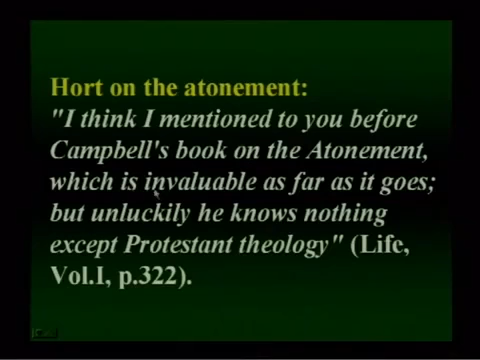 Hort on the atonement:
"I think I mentioned to you before
Campbell's book on the Atonement,
which is invaluable as far as it goes;
but unluckily he knows nothing
except Protestant theology" (Life,
Vol.I, p.322).